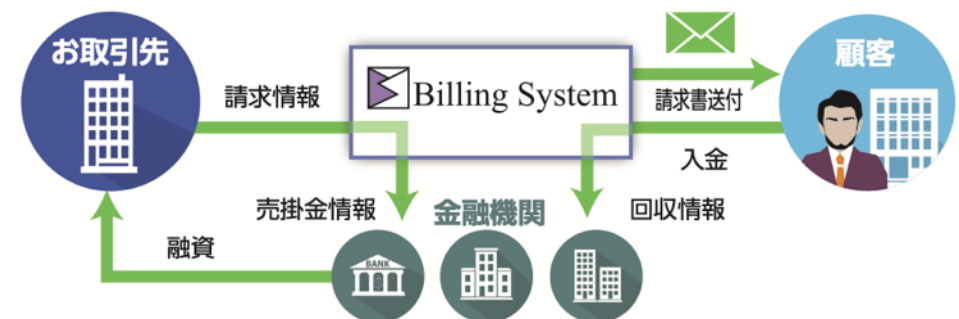 お取引先
請求情報
Billing System
請求書送付
顧客
入金
売掛金情報
金融機関
回収情報
融資
BANK